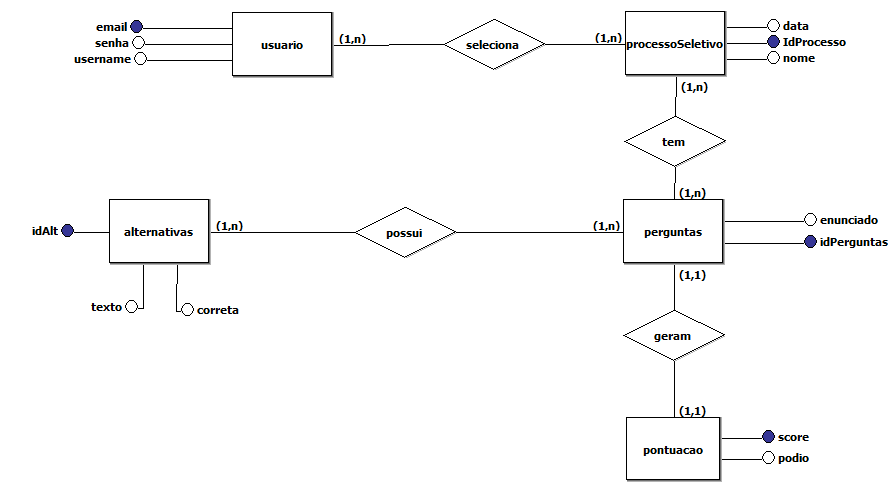 email
senha
username
usuario
(1,n)
seleciona
(1,n)
processoSeletivo
data
IdProcesso
nome
(1,n)
tem
(1,n)
idAlt
alternativas
(1,n)
possui
(1,n)
perguntas
enunciado
idPerguntas
texto
correta
(1,1)
geram
(1,1)
pontuacao
score
podio